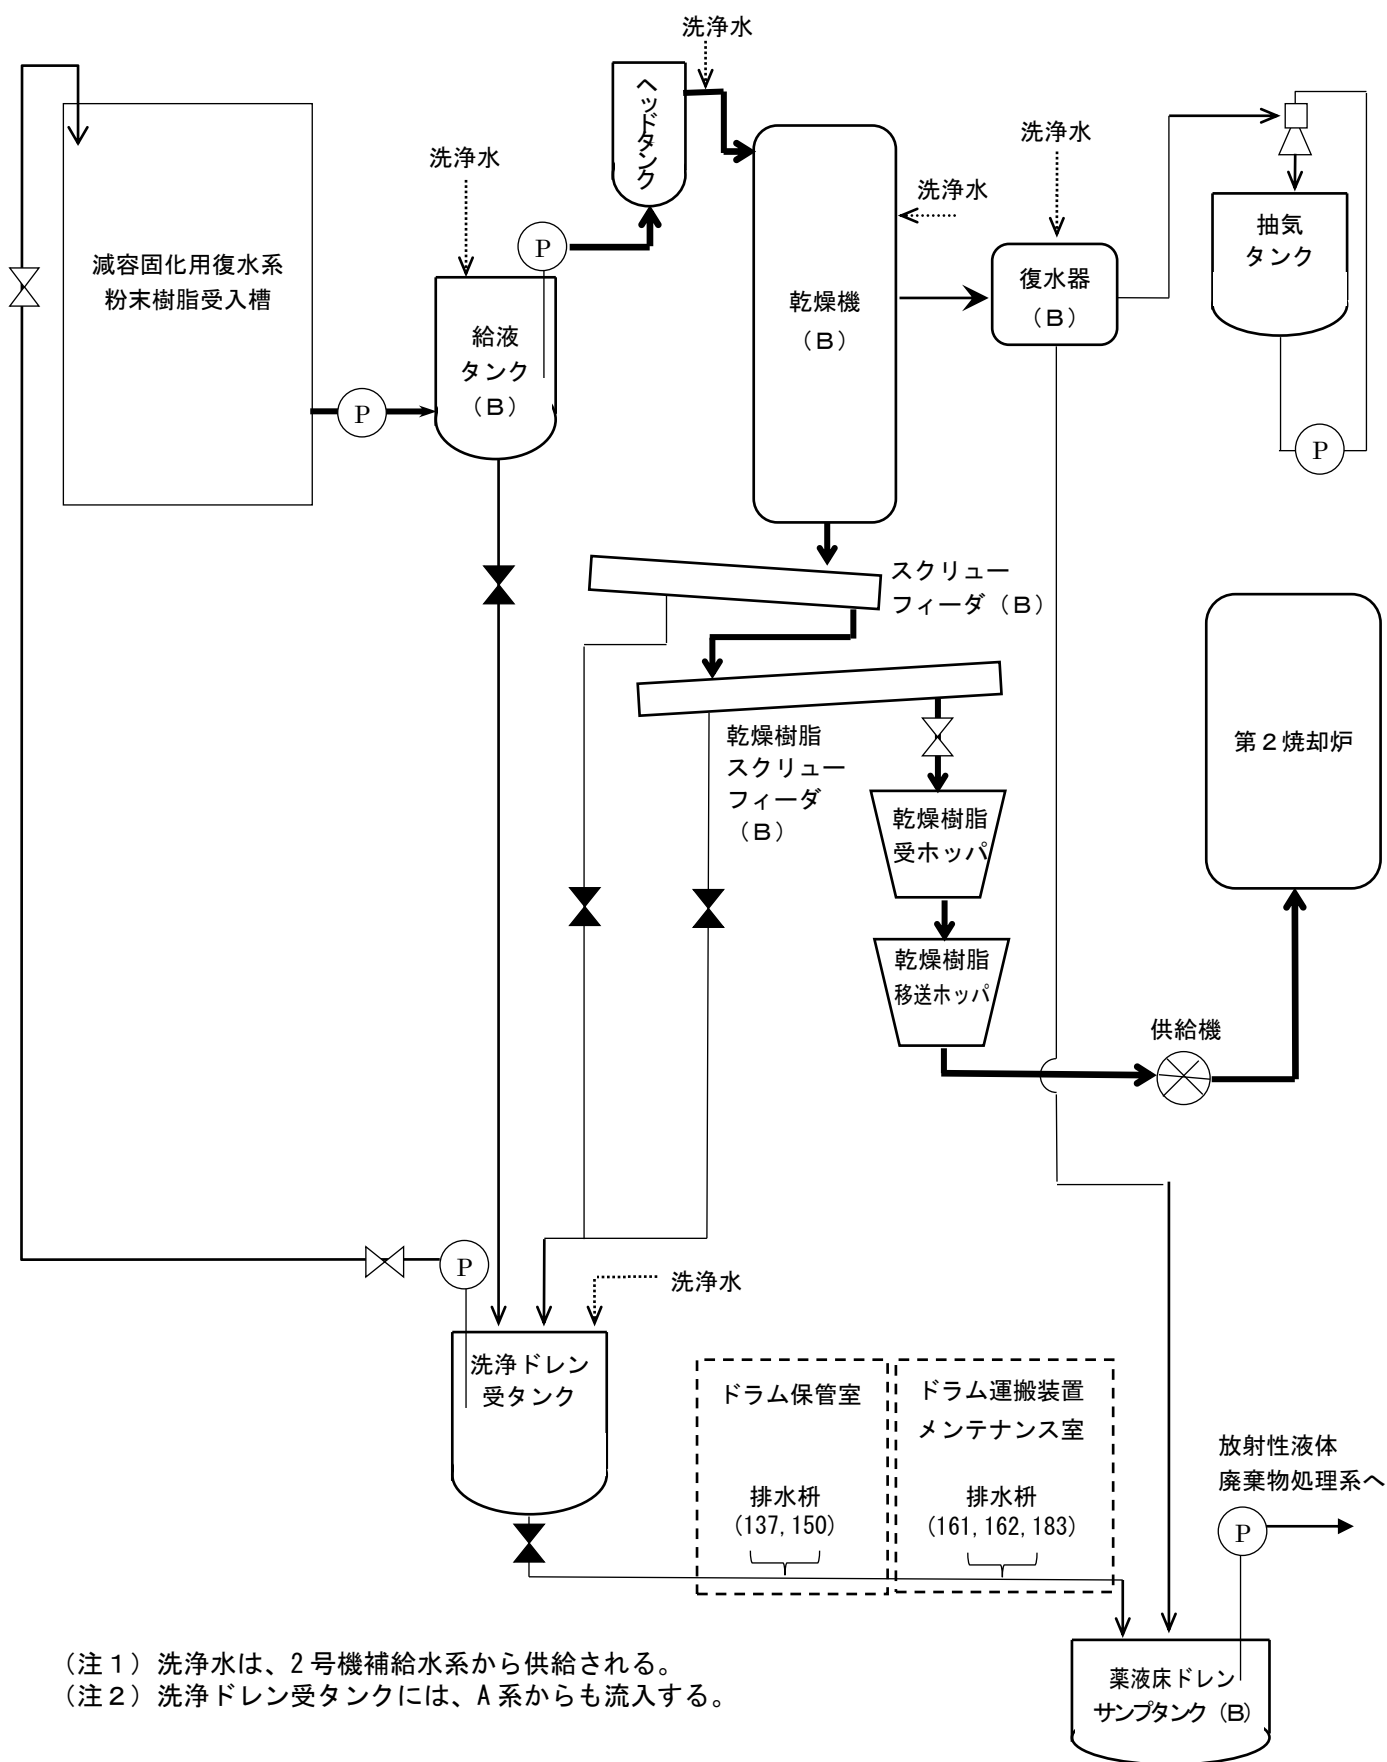 洗浄水
ヘッドタンク
洗浄水
洗浄水
洗浄水
抽気
タンク
減容固化用復水系
粉末樹脂受入槽
P
給液
タンク
(B)
乾燥機
(B)
復水器
(B)
P
P
スクリュー
フィーダ(B)
乾燥樹脂
スクリュー
フィーダ
(B)
第2焼却炉
乾燥樹脂
受ホッパ
乾燥樹脂
移送ホッパ
供給機
P
洗浄水
洗浄ドレン
受タンク
ドラム保管室
排水枡
(137, 150)
ドラム運搬装置
メンテナンス室
排水枡
(161, 162, 183)
放射性液体
廃棄物処理系へ
P
薬液床ドレン
サンプタンク(B)
(注1)洗浄水は、2号機補給水系から供給される。
(注2)洗浄ドレン受タンクには、A系からも流入する。